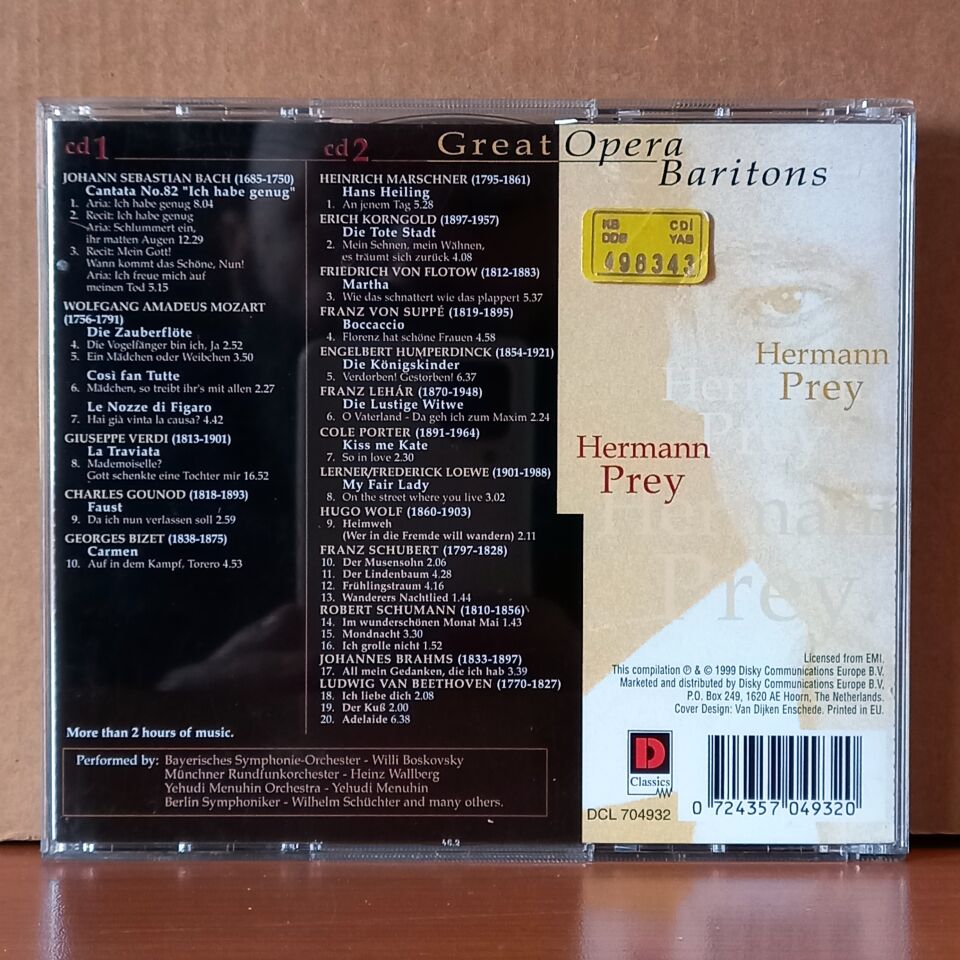 cd 1
JOHANN SEBASTIAN BACH (1685-1750)
Cantata No.82 "Ich habe genug"
1. Aria: Ich habe genug 8.04
2. Recit: Ich habe genug
Aria: Schlummert ein,
ihr matten Augen 12.29
3. Recit: Mein Gott!
Wann kommt das Schöne, Nun!
Aria: Ich freue mich auf
meinen Tod 5.15
WOLFGANG AMADEUS MOZART
(1756-1791)
Die Zauberflöte
4. Die Vogelfänger bin ich, Ja 2.52
5. Ein Mädchen oder Weibchen 3.50
Così fan Tutte
6. Mädchen, so treibt ihr's mit allen 2.27
Le Nozze di Figaro
7. Hai già vinta la causa? 4.42
GIUSEPPE VERDI (1813-1901)
La Traviata
8. Mademoiselle?
Gott schenkte eine Tochter mir 16.52
CHARLES GOUNOD (1818-1893)
Faust
9. Da ich nun verlassen soll 2.59
GEORGES BIZET (1838-1875)
Carmen
10. Auf in dem Kampf, Torero 4.53
More than 2 hours of music.
cd 2
HEINRICH MARSCHNER (1795-1861)
Hans Heiling
1. An jenem Tag 5.28
ERICH KORNGOLD (1897-1957)
Die Tote Stadt
2. Mein Sehnen, mein Wähnen,
es träumt sich zurück 4.08
FRIEDRICH VON FLOTOW (1812-1883)
Martha
3. Wie das schnattert wie das plappert 5.37
FRANZ VON SUPPÉ (1819-1895)
Boccaccio
4. Florenz hat schöne Frauen 4.58
ENGELBERT HUMPERDINCK (1854-1921)
Die Königskinder
5. Verdorben! Gestorben! 6.37
FRANZ LEHÁR (1870-1948)
Die Lustige Witwe
6. O Vaterland - Da geh ich zum Maxim 2.24
COLE PORTER (1891-1964)
Kiss me Kate
7. So in love 2.30
LERNER/FREDERICK LOEWE (1901-1988)
My Fair Lady
8. On the street where you live 3.02
HUGO WOLF (1860-1903)
9. Heimweh
(Wer in die Fremde will wandern) 2.11
FRANZ SCHUBERT (1797-1828)
10. Der Musensohn 2.06
11. Der Lindenbaum 4.28
12. Frühlingstraum 4.16
13. Wanderers Nachtlied 1.44
ROBERT SCHUMANN (1810-1856)
14. Im wunderschönen Monat Mai 1.43
15. Mondnacht 3.30
16. Ich grolle nicht 1.52
JOHANNES BRAHMS (1833-1897)
17. All mein Gedanken, die ich hab 3.39
LUDWIG VAN BEETHOVEN (1770-1827)
18. Ich liebe dich 2.08
19. Der Kuß 2.00
20. Adelaide 6.38
Performed by: Bayerisches Symphonie-Orchester - Willi Boskovsky
Münchner Rundfunkorchester - Heinz Wallberg
Yehudi Menuhin Orchestra - Yehudi Menuhin
Berlin Symphoniker - Wilhelm Schüchter and many others.
Great Opera
Baritons
KB CDİ
DDB YAB
498343
Hermann
Prey
Hermann
Prey
Hermann
Prey
Hermann
Prey
Licensed from EMI.
This compilation ℗ & © 1999 Disky Communications Europe B.V.
Marketed and distributed by Disky Communications Europe B.V.
P.O. Box 249, 1620 AE Hoorn, The Netherlands.
Cover Design: Van Dijken Enschede. Printed in EU.
D
Classics
DCL 704932
0 724357 049320
46.2